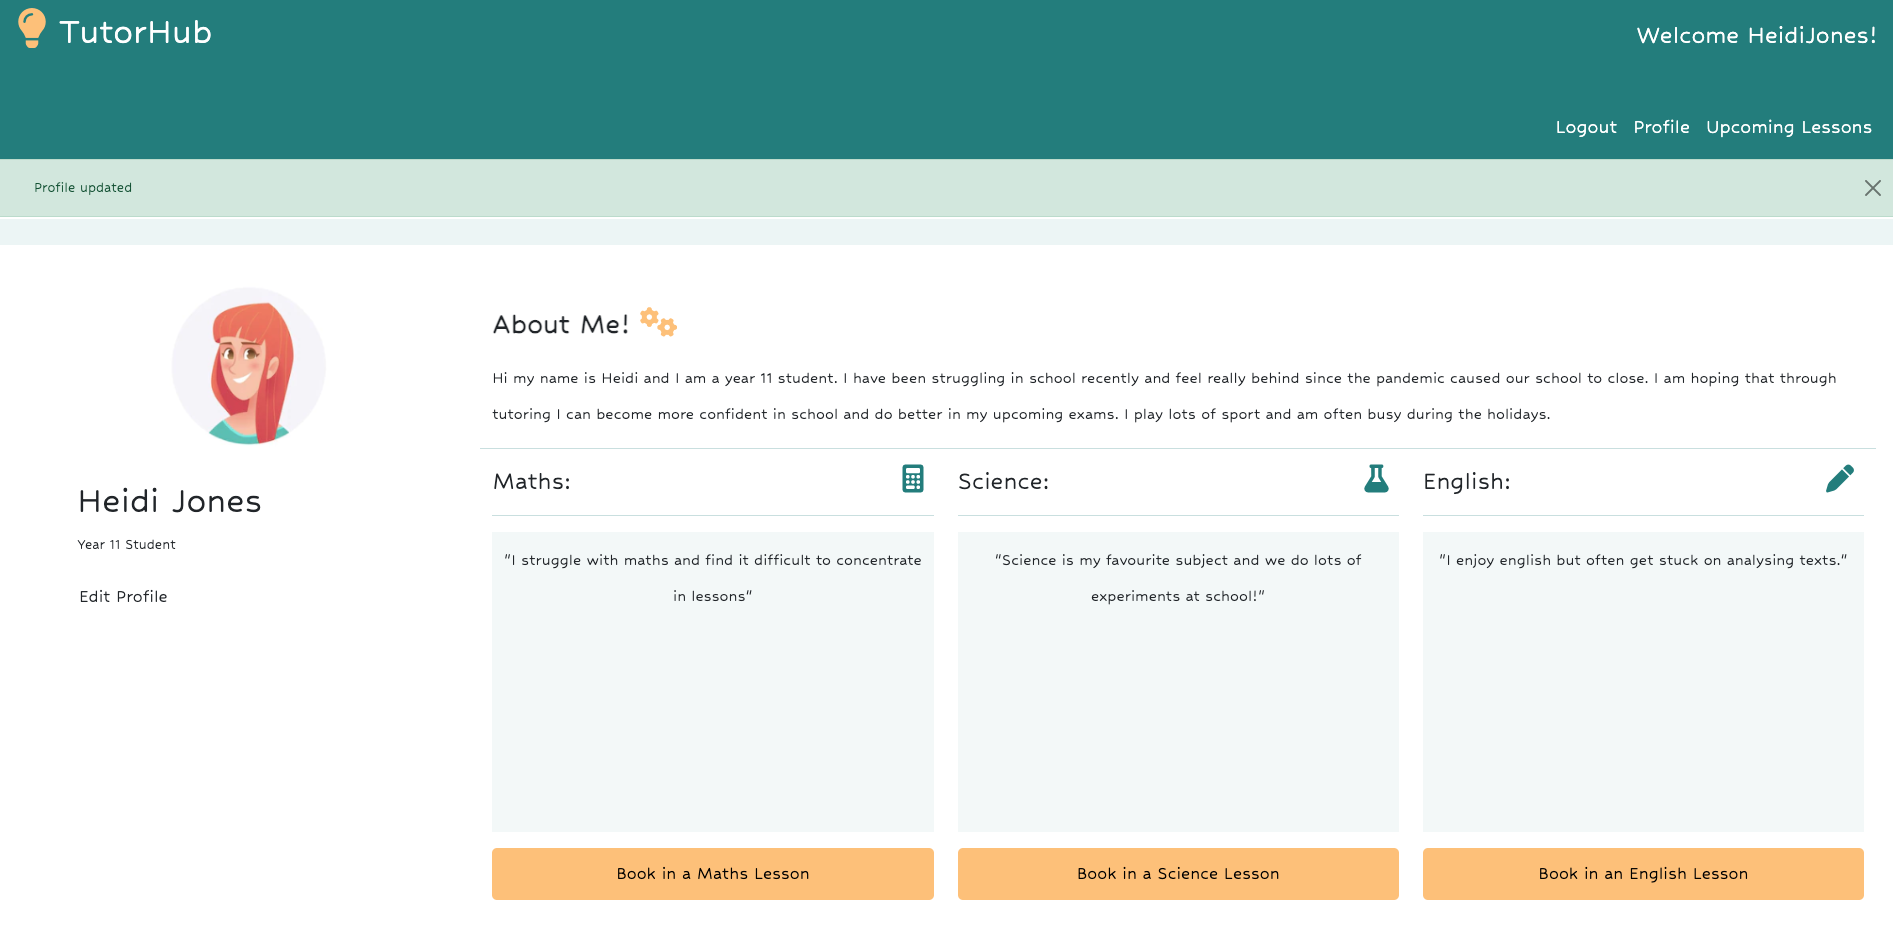 TutorHub
Welcome HeidiJones!
Logout Profile Upcoming Lessons
Profile updated
About Me!
Hi my name is Heidi and I am a year 11 student. I have been struggling in school recently and feel really behind since the pandemic caused our school to close. I am hoping that through
tutoring I can become more confident in school and do better in my upcoming exams. I play lots of sport and am often busy during the holidays.
Heidi Jones
Year 11 Student
Edit Profile
Maths:
"I struggle with maths and find it difficult to concentrate
in lessons"
Book in a Maths Lesson
Science:
"Science is my favourite subject and we do lots of
experiments at school!"
Book in a Science Lesson
English:
"I enjoy english but often get stuck on analysing texts."
Book in an English Lesson